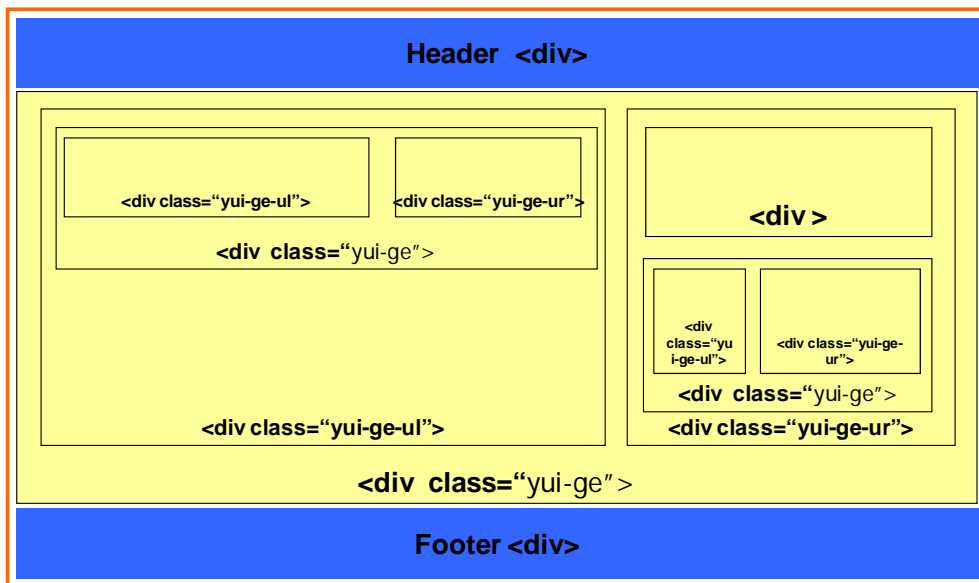 Header <div>
<div class=“yui-ge-ul”>
<div class=“yui-ge-ur”>
<div class=“yui-ge″>
<div >
<div
class=“yu
i-ge-ul”>
<div class=“yui-ge-
ur”>
<div class=“yui-ge″>
<div class=“yui-ge-ul”>
<div class=“yui-ge-ur”>
<div class=“yui-ge″>
Footer <div>